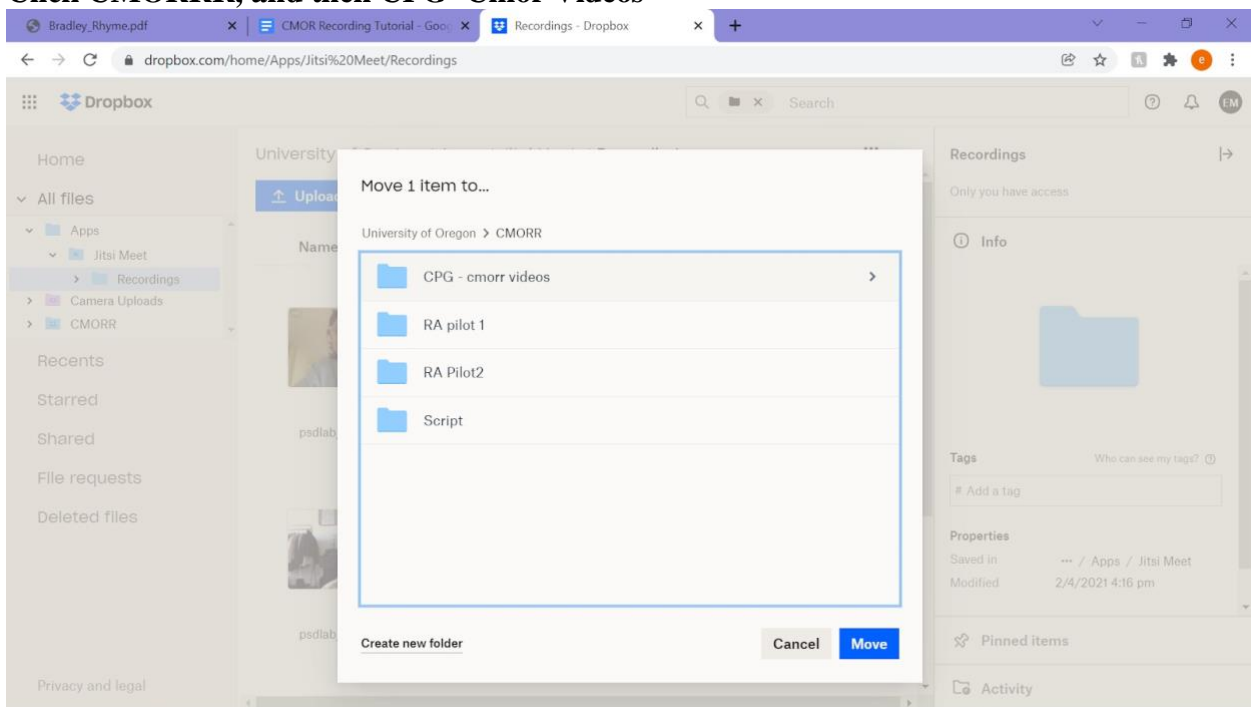 Click CMORRR, and then CPG- Cmor Videos
Bradley_Rhyme.pdf
CMOR Recording Tutorial - Goog
Recordings - Dropbox
dropbox.com/home/Apps/Jitsi%20Meet/Recordings
e
Dropbox
Search
EM
Home
All files
Apps
Jitsi Meet
Recordings
Camera Uploads
CMORR
Recents
Starred
Shared
File requests
Deleted files
Privacy and legal
University
Upload
Name
psdlab
psdlab
Move 1 item to...
University of Oregon > CMORR
CPG - cmorr videos
RA pilot 1
RA Pilot2
Script
Create new folder
Cancel
Move
Recordings
Only you have access
Info
Tags
Who can see my tags?
# Add a tag
Properties
Saved in ... / Apps / Jitsi Meet
Modified 2/4/2021 4:16 pm
Pinned items
Activity